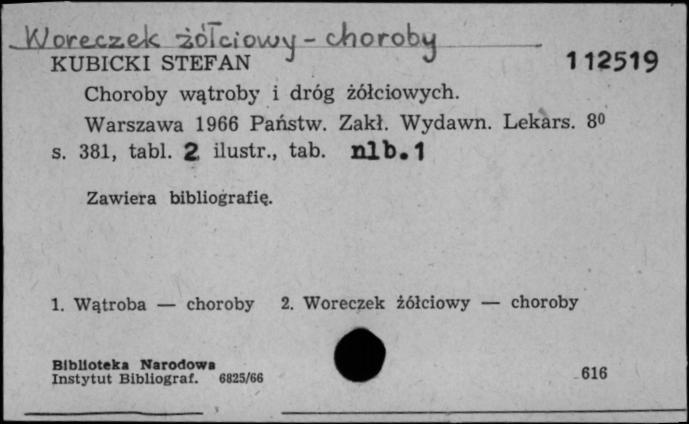 Woreczek żółciowy - choroby
KUBICKI STEFAN 112519
Choroby wątroby i dróg żółciowych.
Warszawa 1966 Państw. Zakł. Wydawn. Lekars. 8⁰
s. 381, tabl. 2 ilustr., tab. nlb. 1
Zawiera bibliografię.
1. Wątroba — choroby 2. Woreczek żółciowy — choroby
Biblioteka Narodowa
Instytut Bibliograf. 6825/66 616